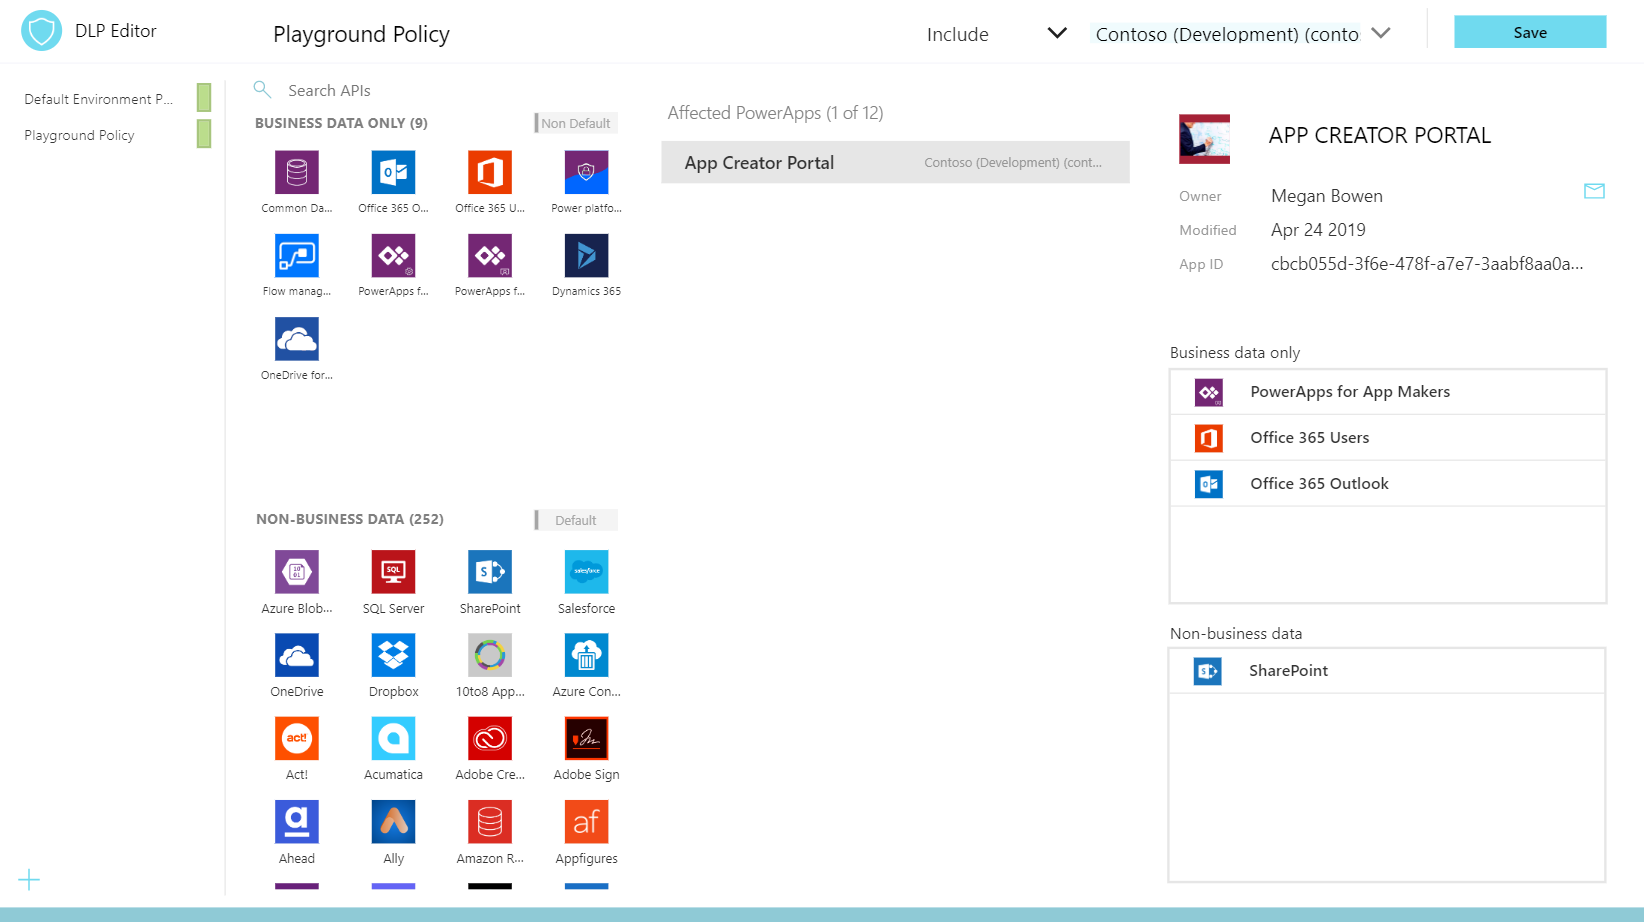 DLP Editor
Playground Policy
Include
Contoso (Development) (conto
Save
Default Environment P...
Playground Policy
Search APIs
BUSINESS DATA ONLY (9)
Non Default
Common Da...
Office 365 O...
Office 365 U...
Power platfo...
Flow manag...
PowerApps f...
PowerApps f...
Dynamics 365
OneDrive for...
NON-BUSINESS DATA (252)
Default
Azure Blob...
SQL
SQL Server
S
SharePoint
salesforce
Salesforce
OneDrive
Dropbox
10to8 App...
Azure Con...
act!
Act!
Acumatica
Adobe Cre...
Adobe Sign
a
Ahead
Ally
Amazon R...
af
Appfigures
Affected PowerApps (1 of 12)
App Creator Portal
Contoso (Development) (cont...
APP CREATOR PORTAL
Owner
Megan Bowen
Modified
Apr 24 2019
App ID
cbcb055d-3f6e-478f-a7e7-3aabf8aa0a...
Business data only
PowerApps for App Makers
Office 365 Users
Office 365 Outlook
Non-business data
SharePoint